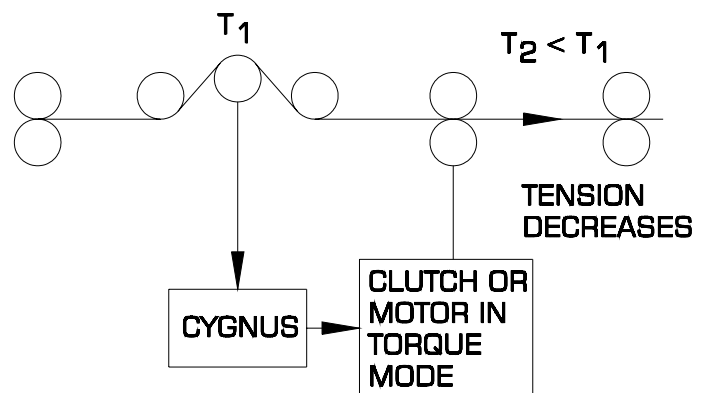 T1
T2 < T1
TENSION
DECREASES
CYGNUS
CLUTCH OR
MOTOR IN
TORQUE
MODE